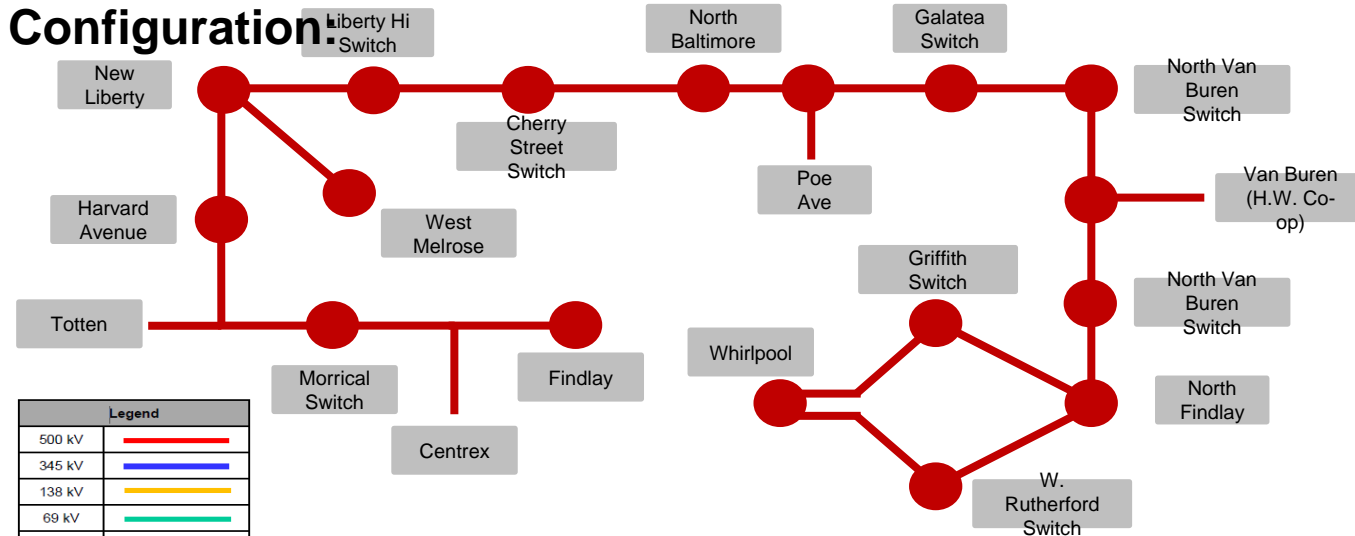 Configuration:
Liberty Hi
Switch
North
Baltimore
Galatea
Switch
New
Liberty
North Van
Buren
Switch
Cherry
Street
Switch
Poe
Ave
Van Buren
(H.W. Co-
op)
Harvard
Avenue
West
Melrose
Griffith
Switch
North Van
Buren
Switch
Totten
Whirlpool
Morrical
Switch
Findlay
North
Findlay
Centrex
W.
Rutherford
Switch
Legend
500 kV
345 kV
138 kV
69 kV